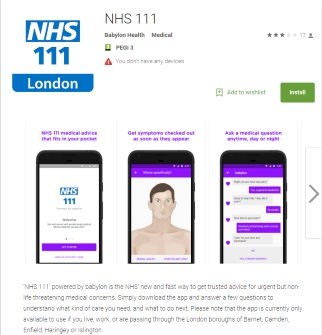 NHS
111
London
NHS 111
Babylon Health Medical
17
PEGI 3
You don't have any devices
Add to wishlist
Install
NHS 111 medical advice
that fits in your pocket
Get symptoms checked out
as soon as they appear
Ask a medical question
anytime, day or night
NHS
111
Welcome
babylon
'NHS 111' powered by babylon is the NHS' new and fast way to get trusted advice for urgent but non-
life threatening medical concerns. Simply download the app and answer a few questions to
understand what kind of care you need, and what to do next. Please note that the app is currently only
available to use if you live, work, or are passing through the London boroughs of Barnet, Camden,
Enfield, Haringey or Islington.